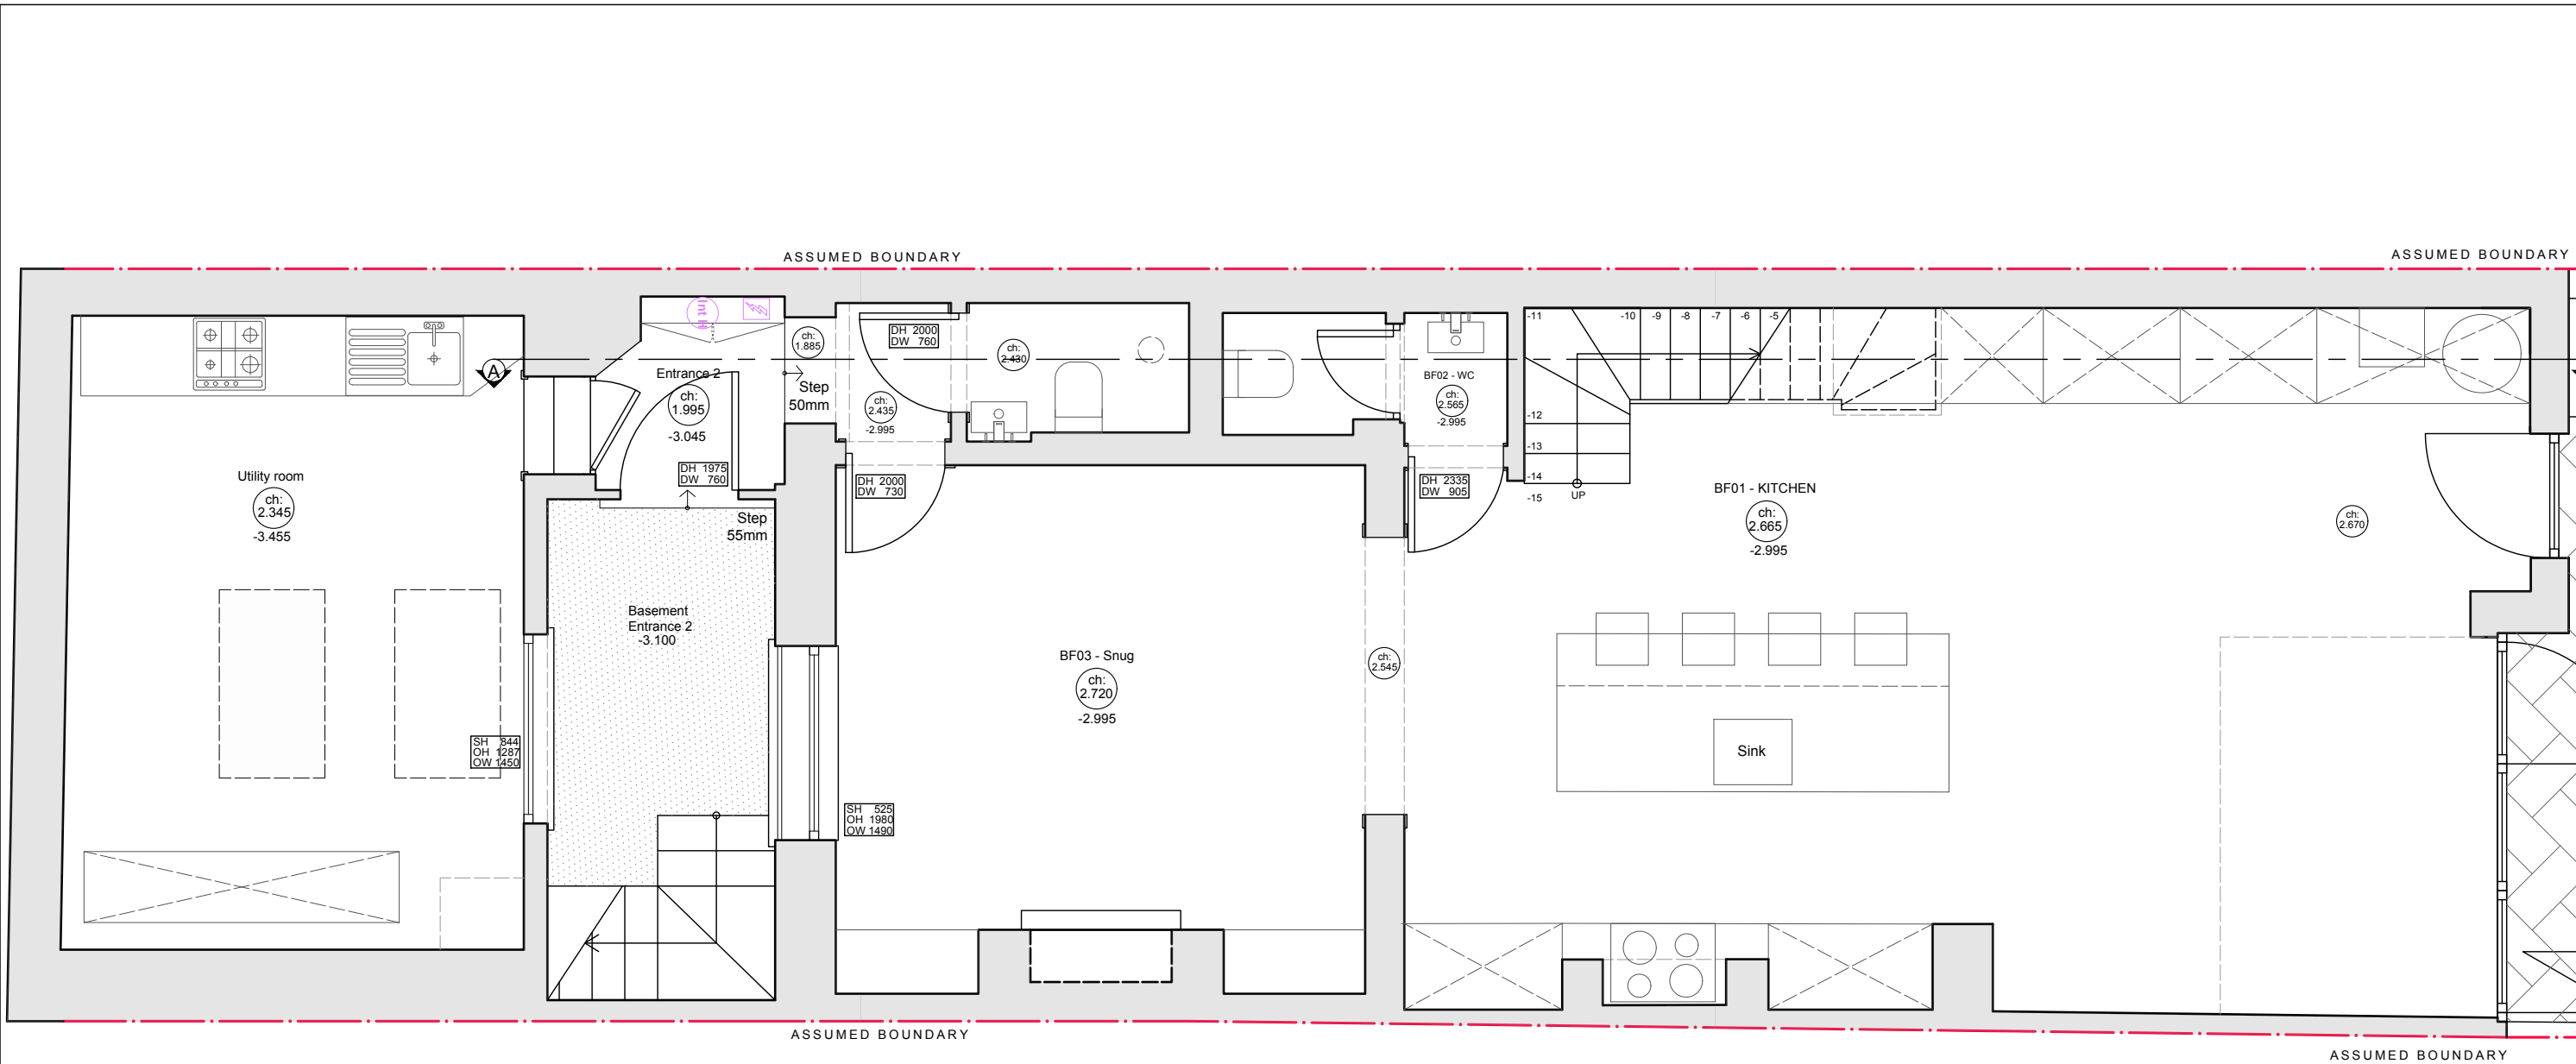 ASSUMED BOUNDARY
ASSUMED BOUNDARY
Int
A
Entrance 2
ch:
1.995
-3.045
DH 1975
DW 760
ch:
1.885
Step
50mm
DH 2000
DW 760
ch:
2.435
-2.995
ch:
2.430
DH 2000
DW 730
BF02 - WC
ch:
2.565
-2.995
DH 2335
DW 905
-11
-10
-9
-8
-7
-6
-5
-12
-13
-14
-15
UP
Utility room
ch:
2.345
-3.455
Step
55mm
Basement
Entrance 2
-3.100
SH 844
OH 1287
OW 1450
BF03 - Snug
ch:
2.720
-2.995
SH 525
OH 1980
OW 1490
ch:
2.545
BF01 - KITCHEN
ch:
2.665
-2.995
ch:
2.670
Sink
ASSUMED BOUNDARY
ASSUMED BOUNDARY